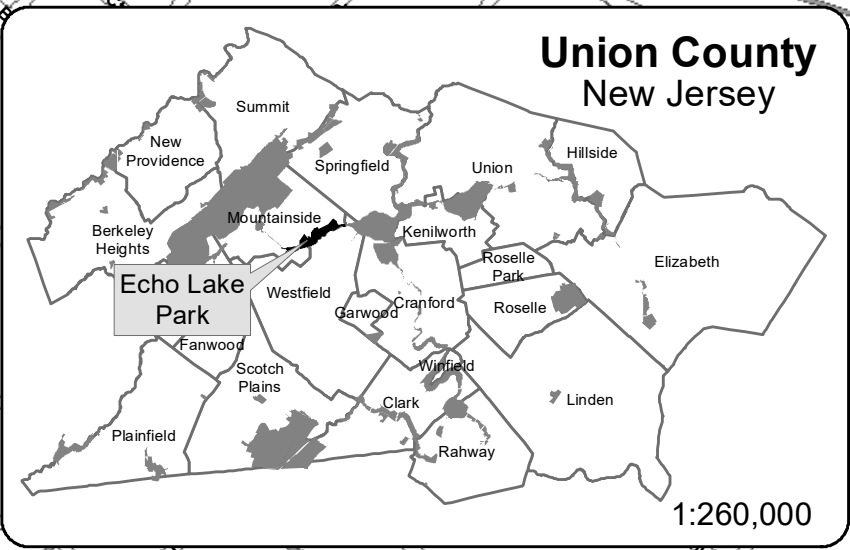 Union County
New Jersey
Summit
New
Providence
Springfield
Union
Hillside
Berkeley
Heights
Mountainside
Kenilworth
Roselle
Park
Elizabeth
Echo Lake
Park
Westfield
Garwood
Cranford
Roselle
Fanwood
Scotch
Plains
Winfield
Clark
Linden
Plainfield
Rahway
1:260,000